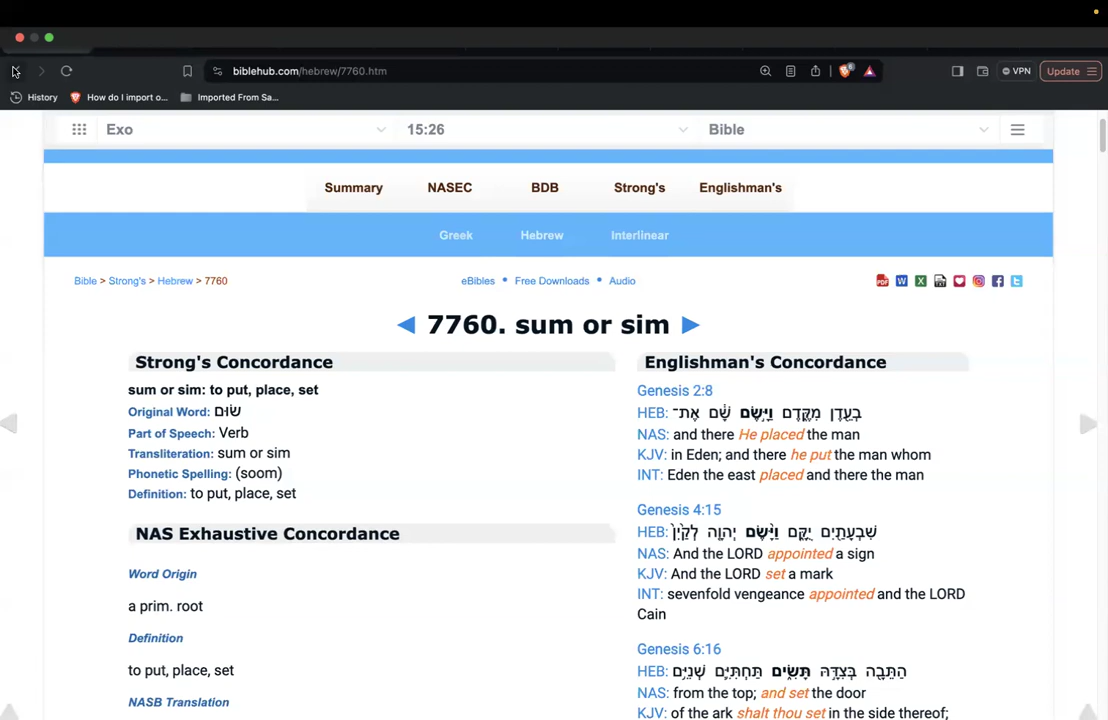 biblehub.com/hebrew/7760.htm
VPN
Update
History
How do I import o...
Imported From Sa...
Exo
15:26
Bible
Summary
NASEC
BDB
Strong's
Englishman's
Greek
Hebrew
Interlinear
Bible > Strong's > Hebrew > 7760
eBibles • Free Downloads • Audio
◄ 7760. sum or sim ►
Strong's Concordance
sum or sim: to put, place, set
Original Word: שׂוּם
Part of Speech: Verb
Transliteration: sum or sim
Phonetic Spelling: (soom)
Definition: to put, place, set
NAS Exhaustive Concordance
Word Origin
a prim. root
Definition
to put, place, set
NASB Translation
Englishman's Concordance
Genesis 2:8
HEB: בְעֵ֖דֶן מִקֶּ֑דֶם וַיָּ֣שֶׂם שָׁ֔ם אֶת־
NAS: and there He placed the man
KJV: in Eden; and there he put the man whom
INT: Eden the east placed and there the man
Genesis 4:15
HEB: שִׁבְעָתַ֖יִם יֻקָּ֑ם וַיָּ֨שֶׂם יְהוָ֤ה לְקַ֙יִן֙
NAS: And the LORD appointed a sign
KJV: And the LORD set a mark
INT: sevenfold vengeance appointed and the LORD
Cain
Genesis 6:16
HEB: הַתֵּבָ֖ה בְּצִדָּ֣הּ תָּשִׂ֑ים תַּחְתִּיִּ֛ם שְׁנִיִּ֥ם
NAS: from the top; and set the door
KJV: of the ark shalt thou set in the side thereof;